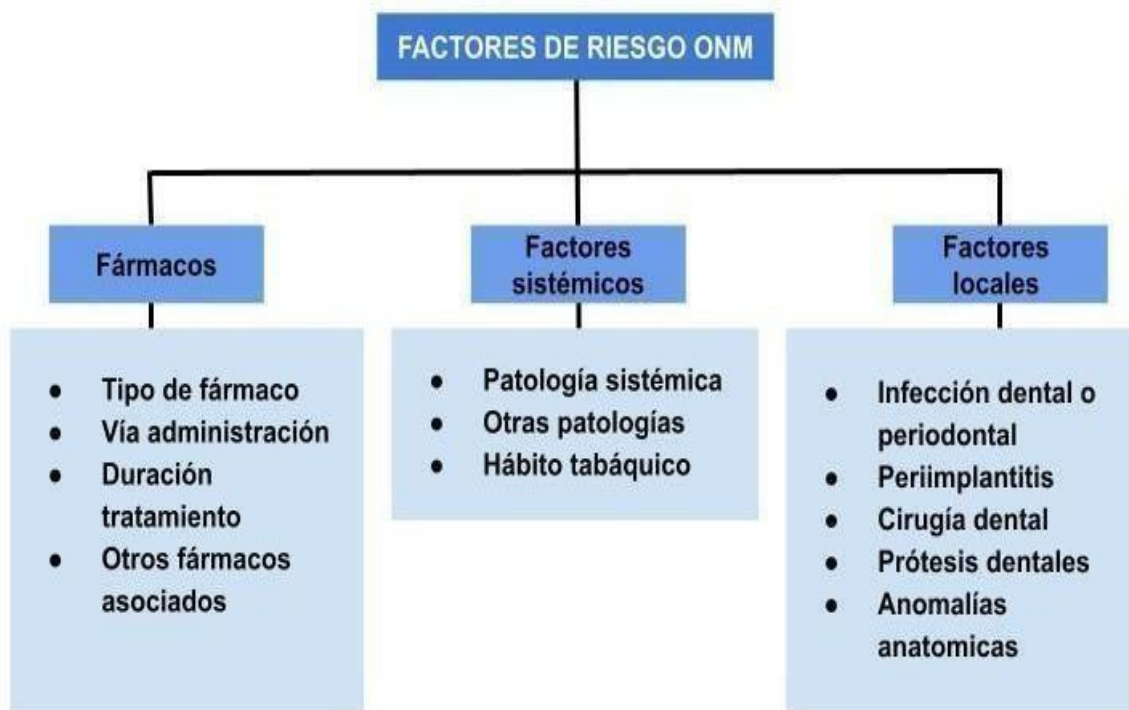 FACTORES DE RIESGO ONM
Fármacos
Factores
sistémicos
Factores
locales
● Tipo de fármaco
● Vía administración
● Duración
tratamiento
● Otros fármacos
asociados
● Patología sistémica
● Otras patologías
● Hábito tabáquico
● Infección dental o
periodontal
● Periimplantitis
● Cirugía dental
● Prótesis dentales
● Anomalías
anatomicas